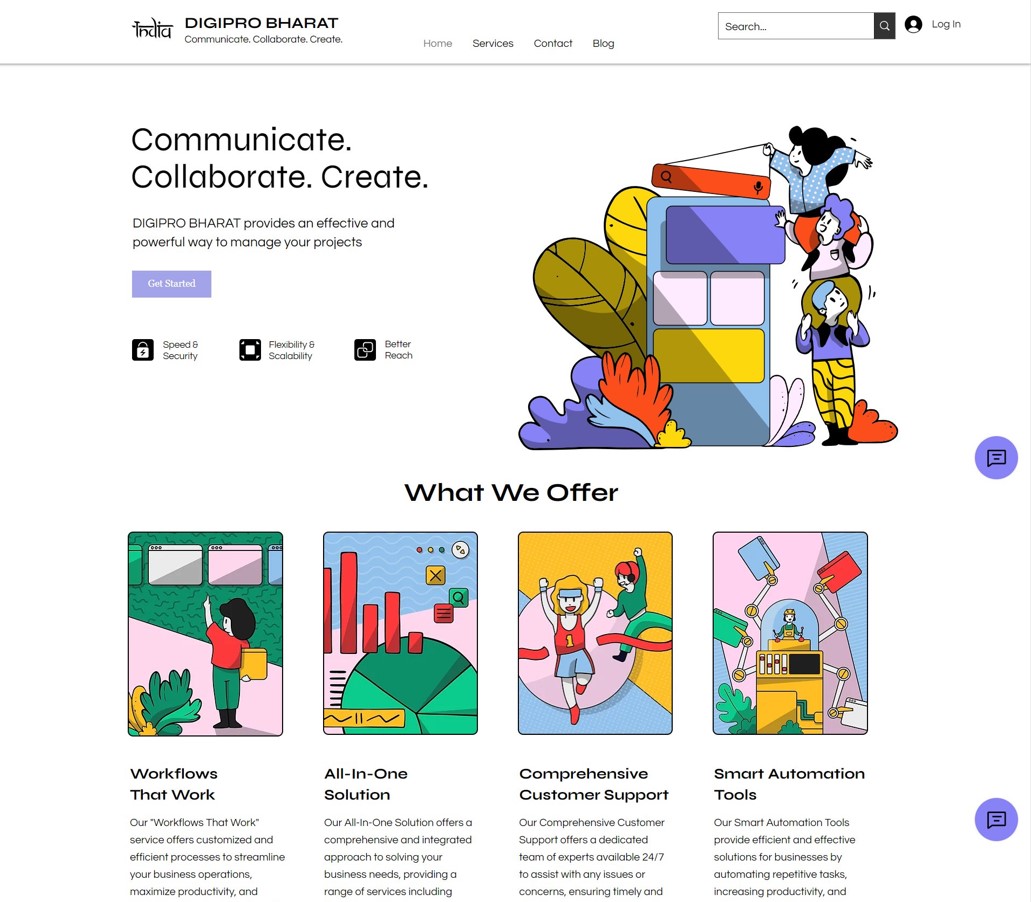 India
DIGIPRO BHARAT
Communicate. Collaborate. Create.
Home
Services
Contact
Blog
Search...
Log In
Communicate.
Collaborate. Create.
DIGIPRO BHARAT provides an effective and
powerful way to manage your projects
Get Started
Speed &
Security
Flexibility &
Scalability
Better
Reach
What We Offer
1
Workflows
That Work
Our "Workflows That Work"
service offers customized and
efficient processes to streamline
your business operations,
maximize productivity, and
All-In-One
Solution
Our All-In-One Solution offers a
comprehensive and integrated
approach to solving your
business needs, providing a
range of services including
Comprehensive
Customer Support
Our Comprehensive Customer
Support offers a dedicated
team of experts available 24/7
to assist with any issues or
concerns, ensuring timely and
Smart Automation
Tools
Our Smart Automation Tools
provide efficient and effective
solutions for businesses by
automating repetitive tasks,
increasing productivity, and